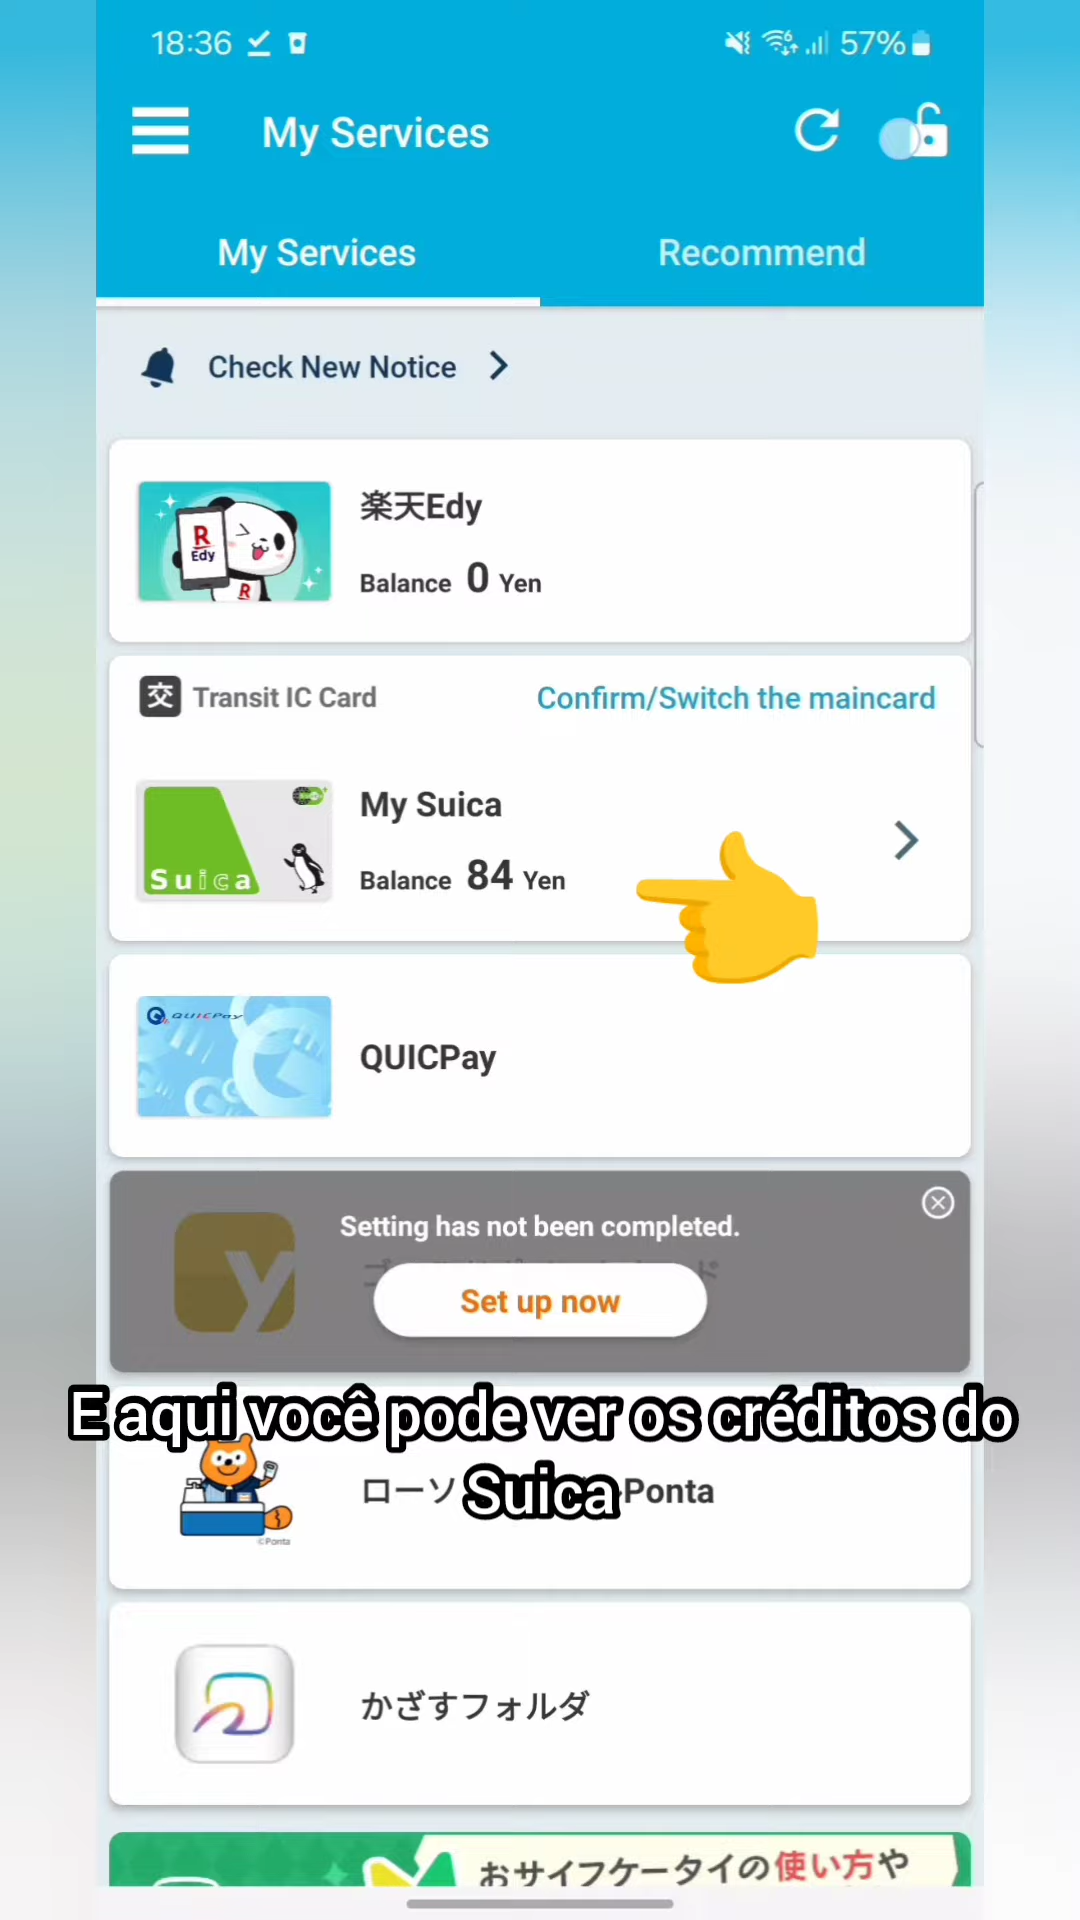 18:36
57%
My Services
My Services
Recommend
Check New Notice
R
Edy
R
楽天Edy
Balance 0 Yen
交 Transit IC Card
Confirm/Switch the maincard
Suica
My Suica
Balance 84 Yen
QUICPay
QUICPay
Setting has not been completed.
Set up now
E aqui você pode ver os créditos do
Suica
ローソ
Ponta
©Ponta
かざすフォルダ
おサイフケータイの使い方や